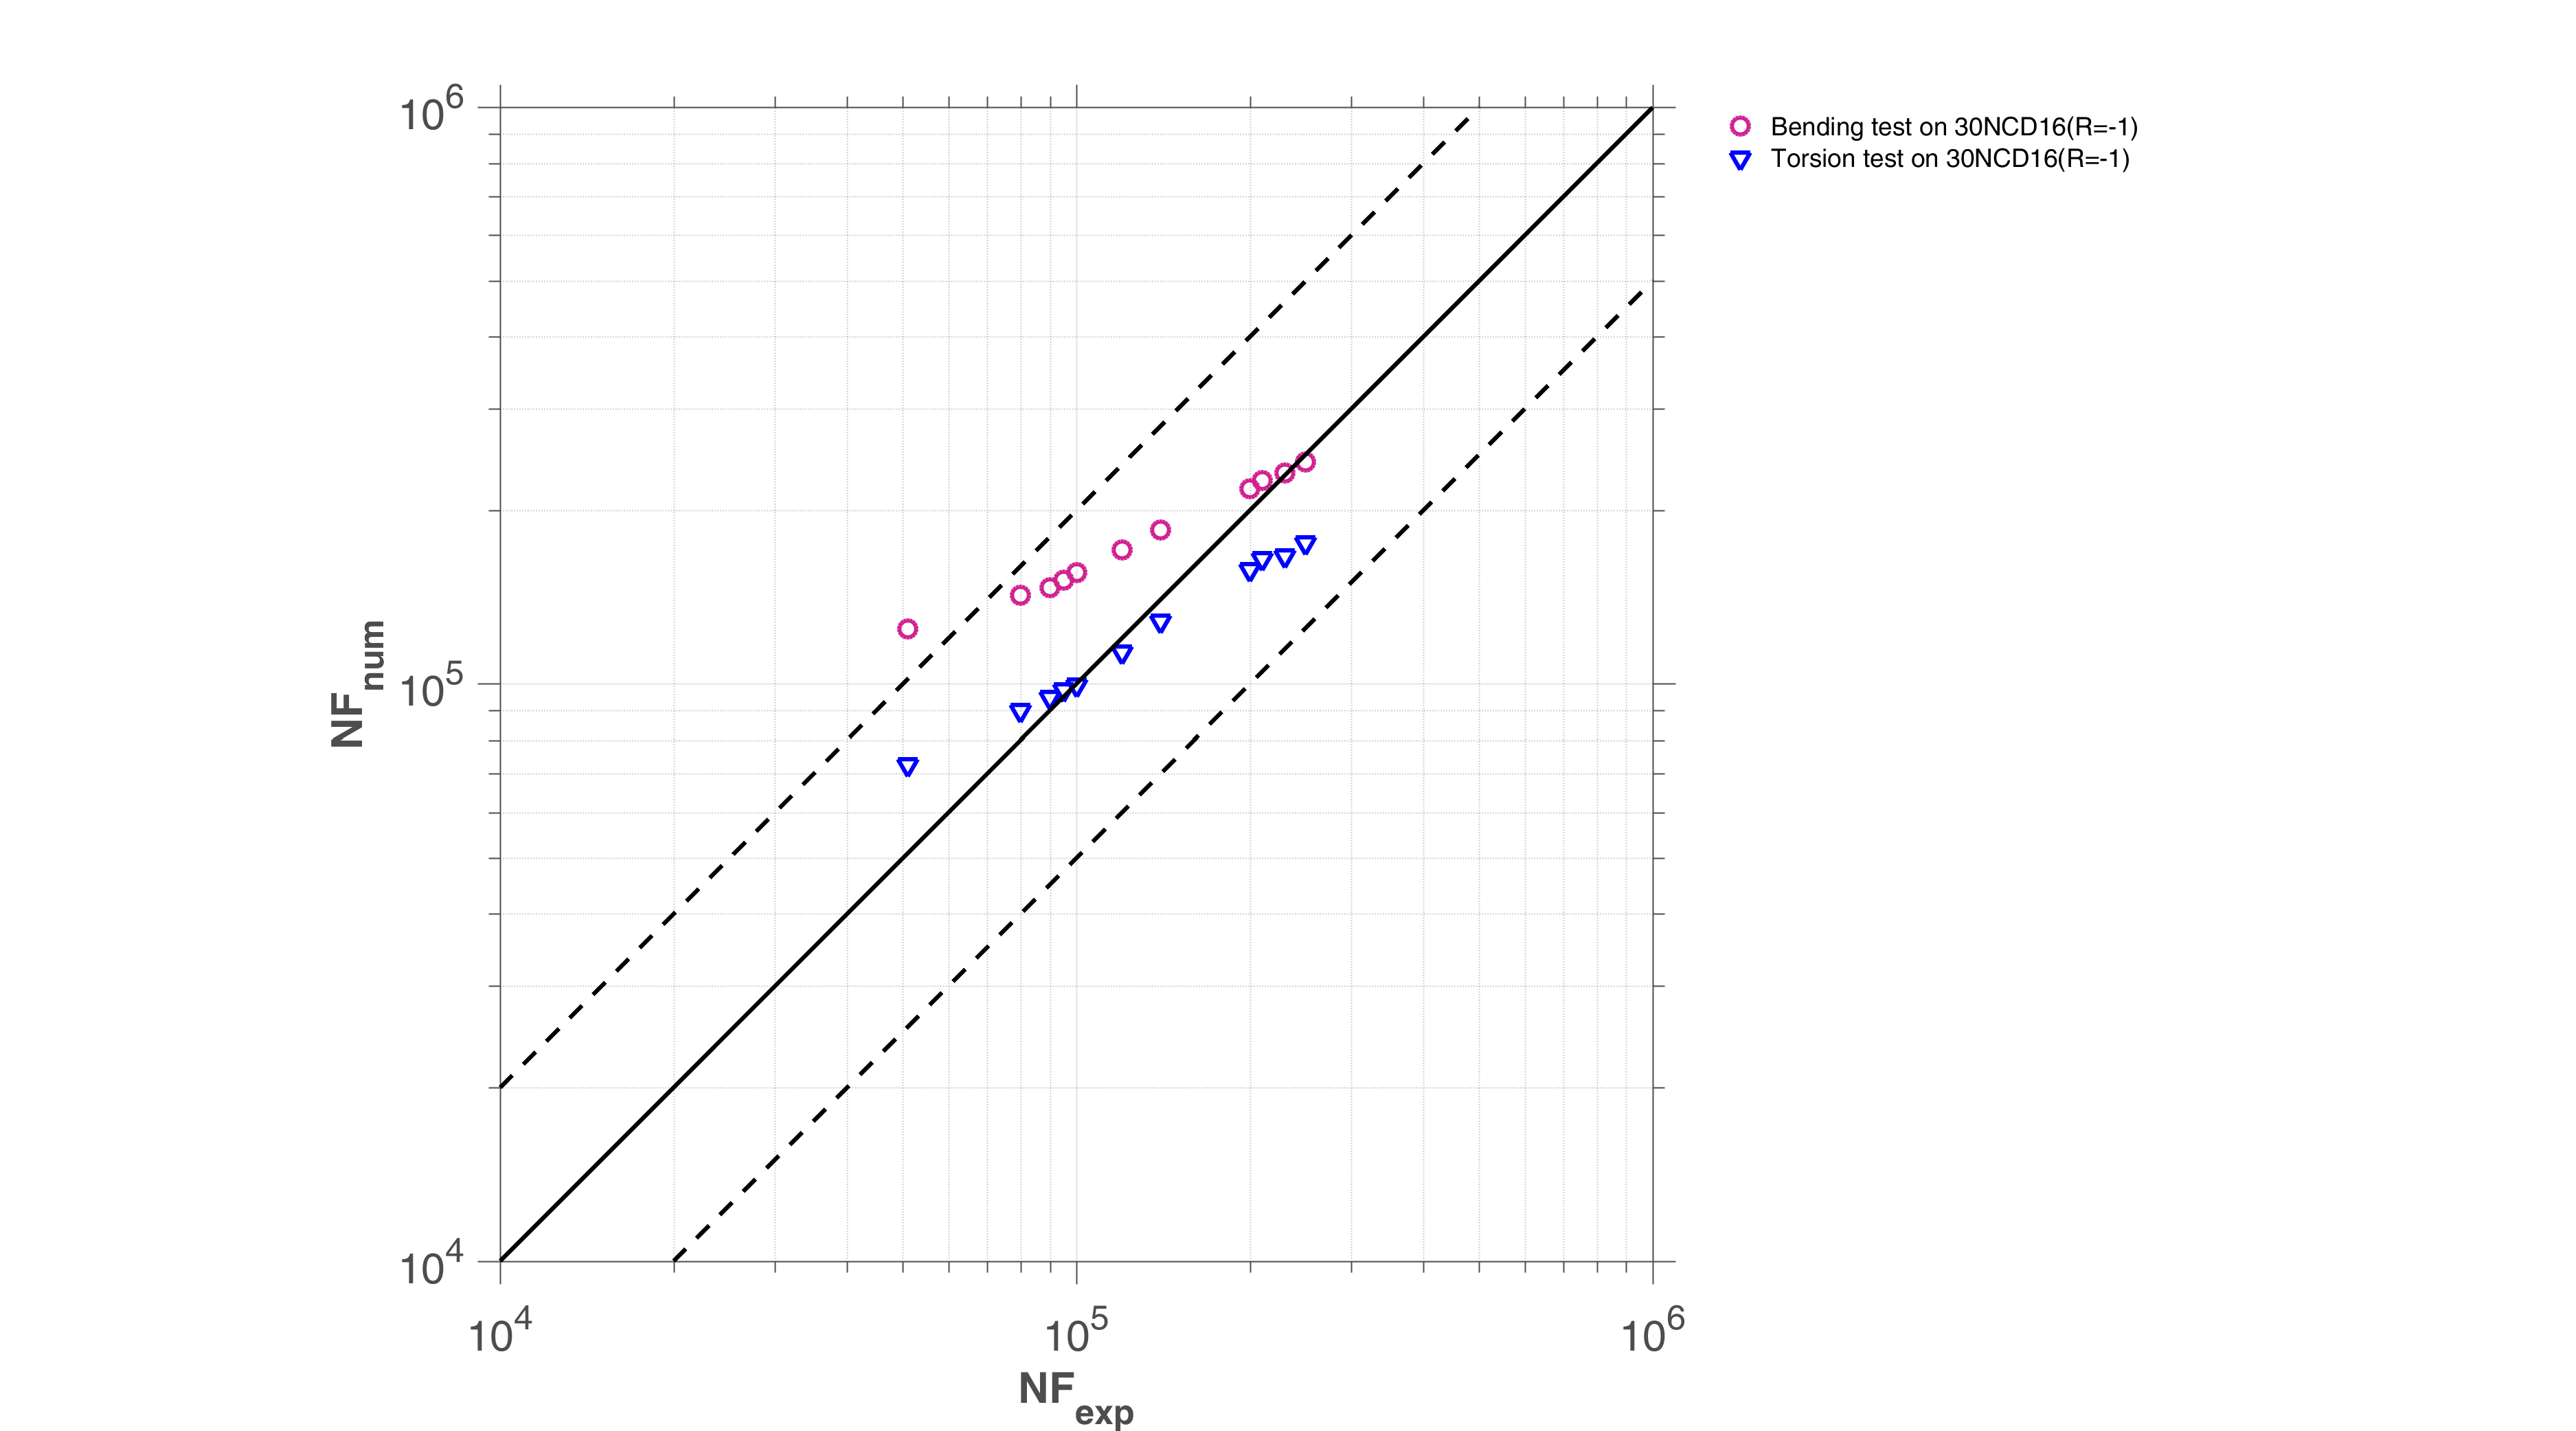 10^6
10^5
10^4
10^4 10^5 10^6
NF_num
NF_exp
Bending test on 30NCD16(R=-1)
Torsion test on 30NCD16(R=-1)